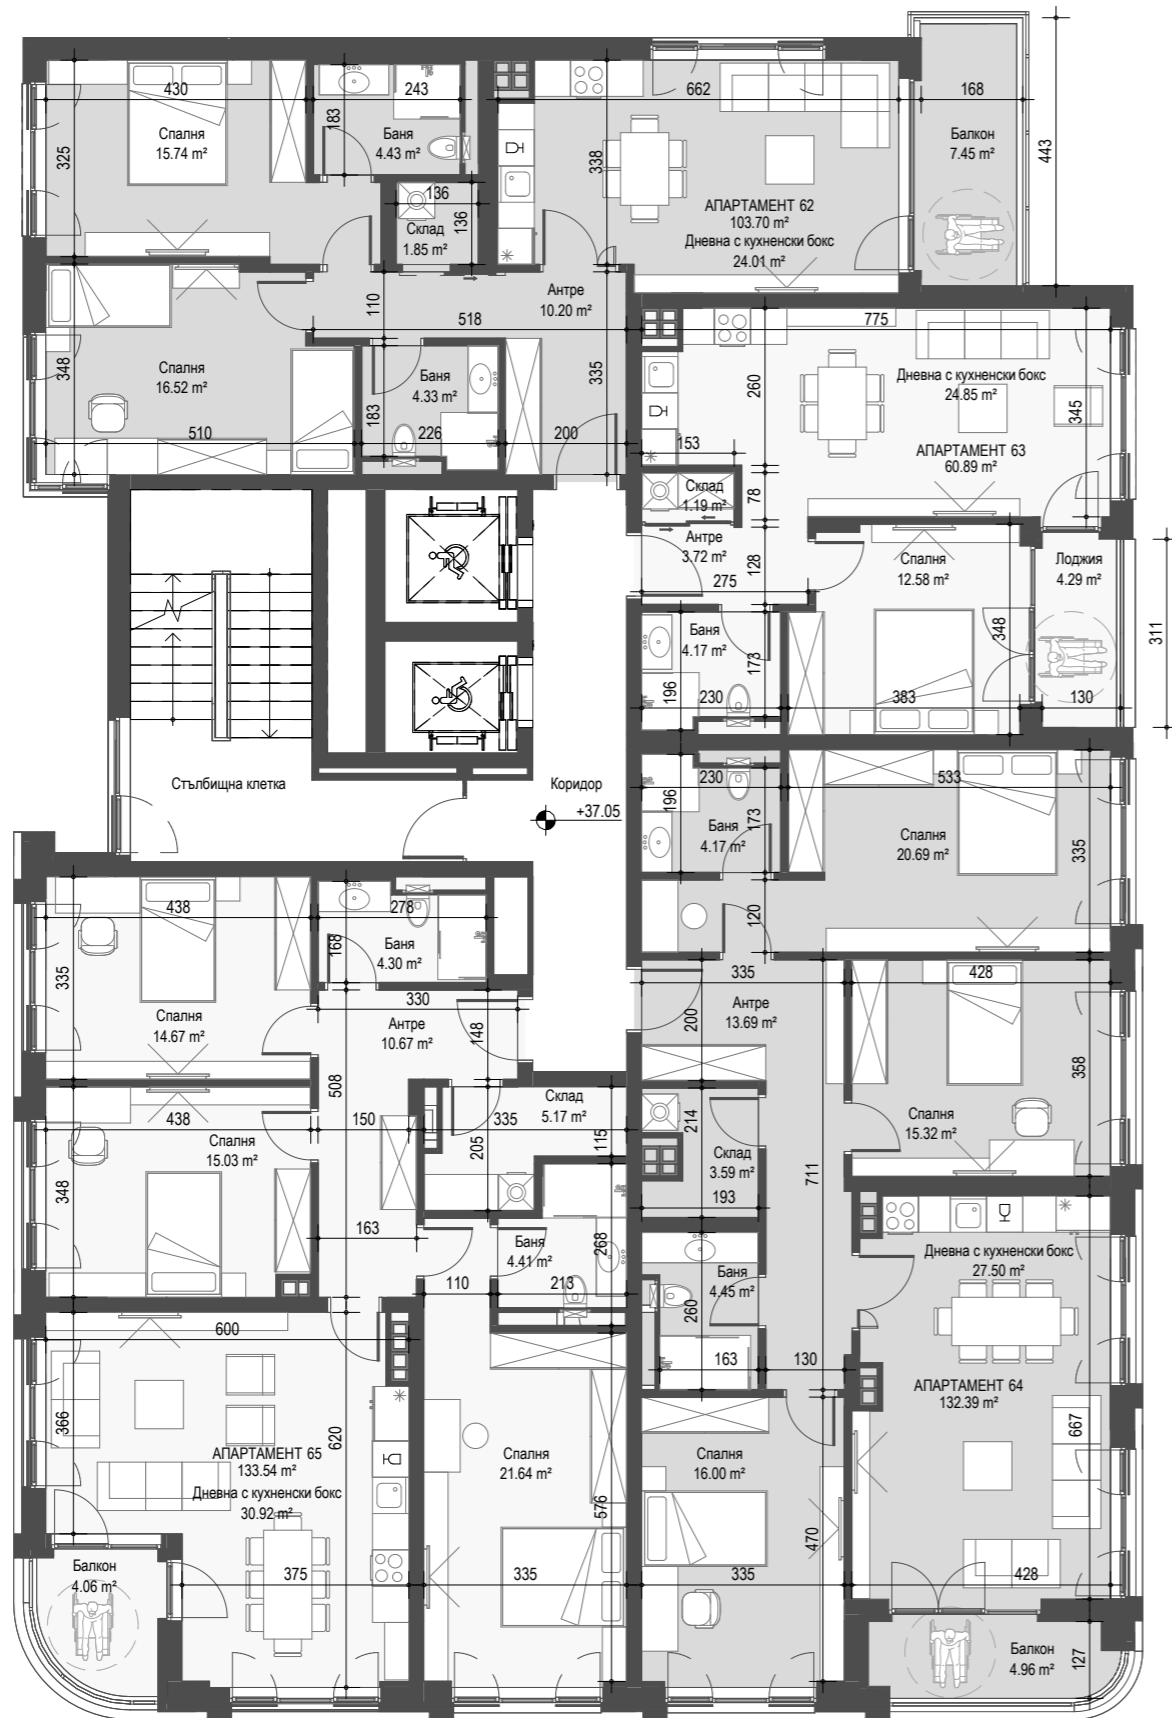 430
243
183
Спалня
15.74 m²
Баня
4.43 m²
325
136
136
Склад
1.85 m²
662
338
АПАРТАМЕНТ 62
103.70 m²
Дневна с кухненски бокс
24.01 m²
168
Балкон
7.45 m²
443
Антре
10.20 m²
110
518
335
348
Спалня
16.52 m²
Баня
4.33 m²
183
510
226
200
775
260
Дневна с кухненски бокс
24.85 m²
345
153
АПАРТАМЕНТ 63
60.89 m²
Склад
1.19 m²
78
Антре
3.72 m²
128
275
Спалня
12.58 m²
Лоджия
4.29 m²
311
Баня
4.17 m²
173
348
196
230
383
130
Стълбищна клетка
Коридор
+37.05
230
533
196
173
Баня
4.17 m²
Спалня
20.69 m²
335
120
438
278
168
Баня
4.30 m²
335
Спалня
14.67 m²
330
Антре
10.67 m²
148
335
428
Антре
13.69 m²
200
358
508
438
150
335
Склад
5.17 m²
115
205
Спалня
15.03 m²
348
163
214
Склад
3.59 m²
193
711
Спалня
15.32 m²
Баня
4.41 m²
268
110
213
Баня
4.45 m²
260
163
130
Дневна с кухненски бокс
27.50 m²
600
366
620
АПАРТАМЕНТ 65
133.54 m²
Дневна с кухненски бокс
30.92 m²
Спалня
21.64 m²
576
Спалня
16.00 m²
470
АПАРТАМЕНТ 64
132.39 m²
667
Балкон
4.06 m²
375
335
335
428
Балкон
4.96 m²
127